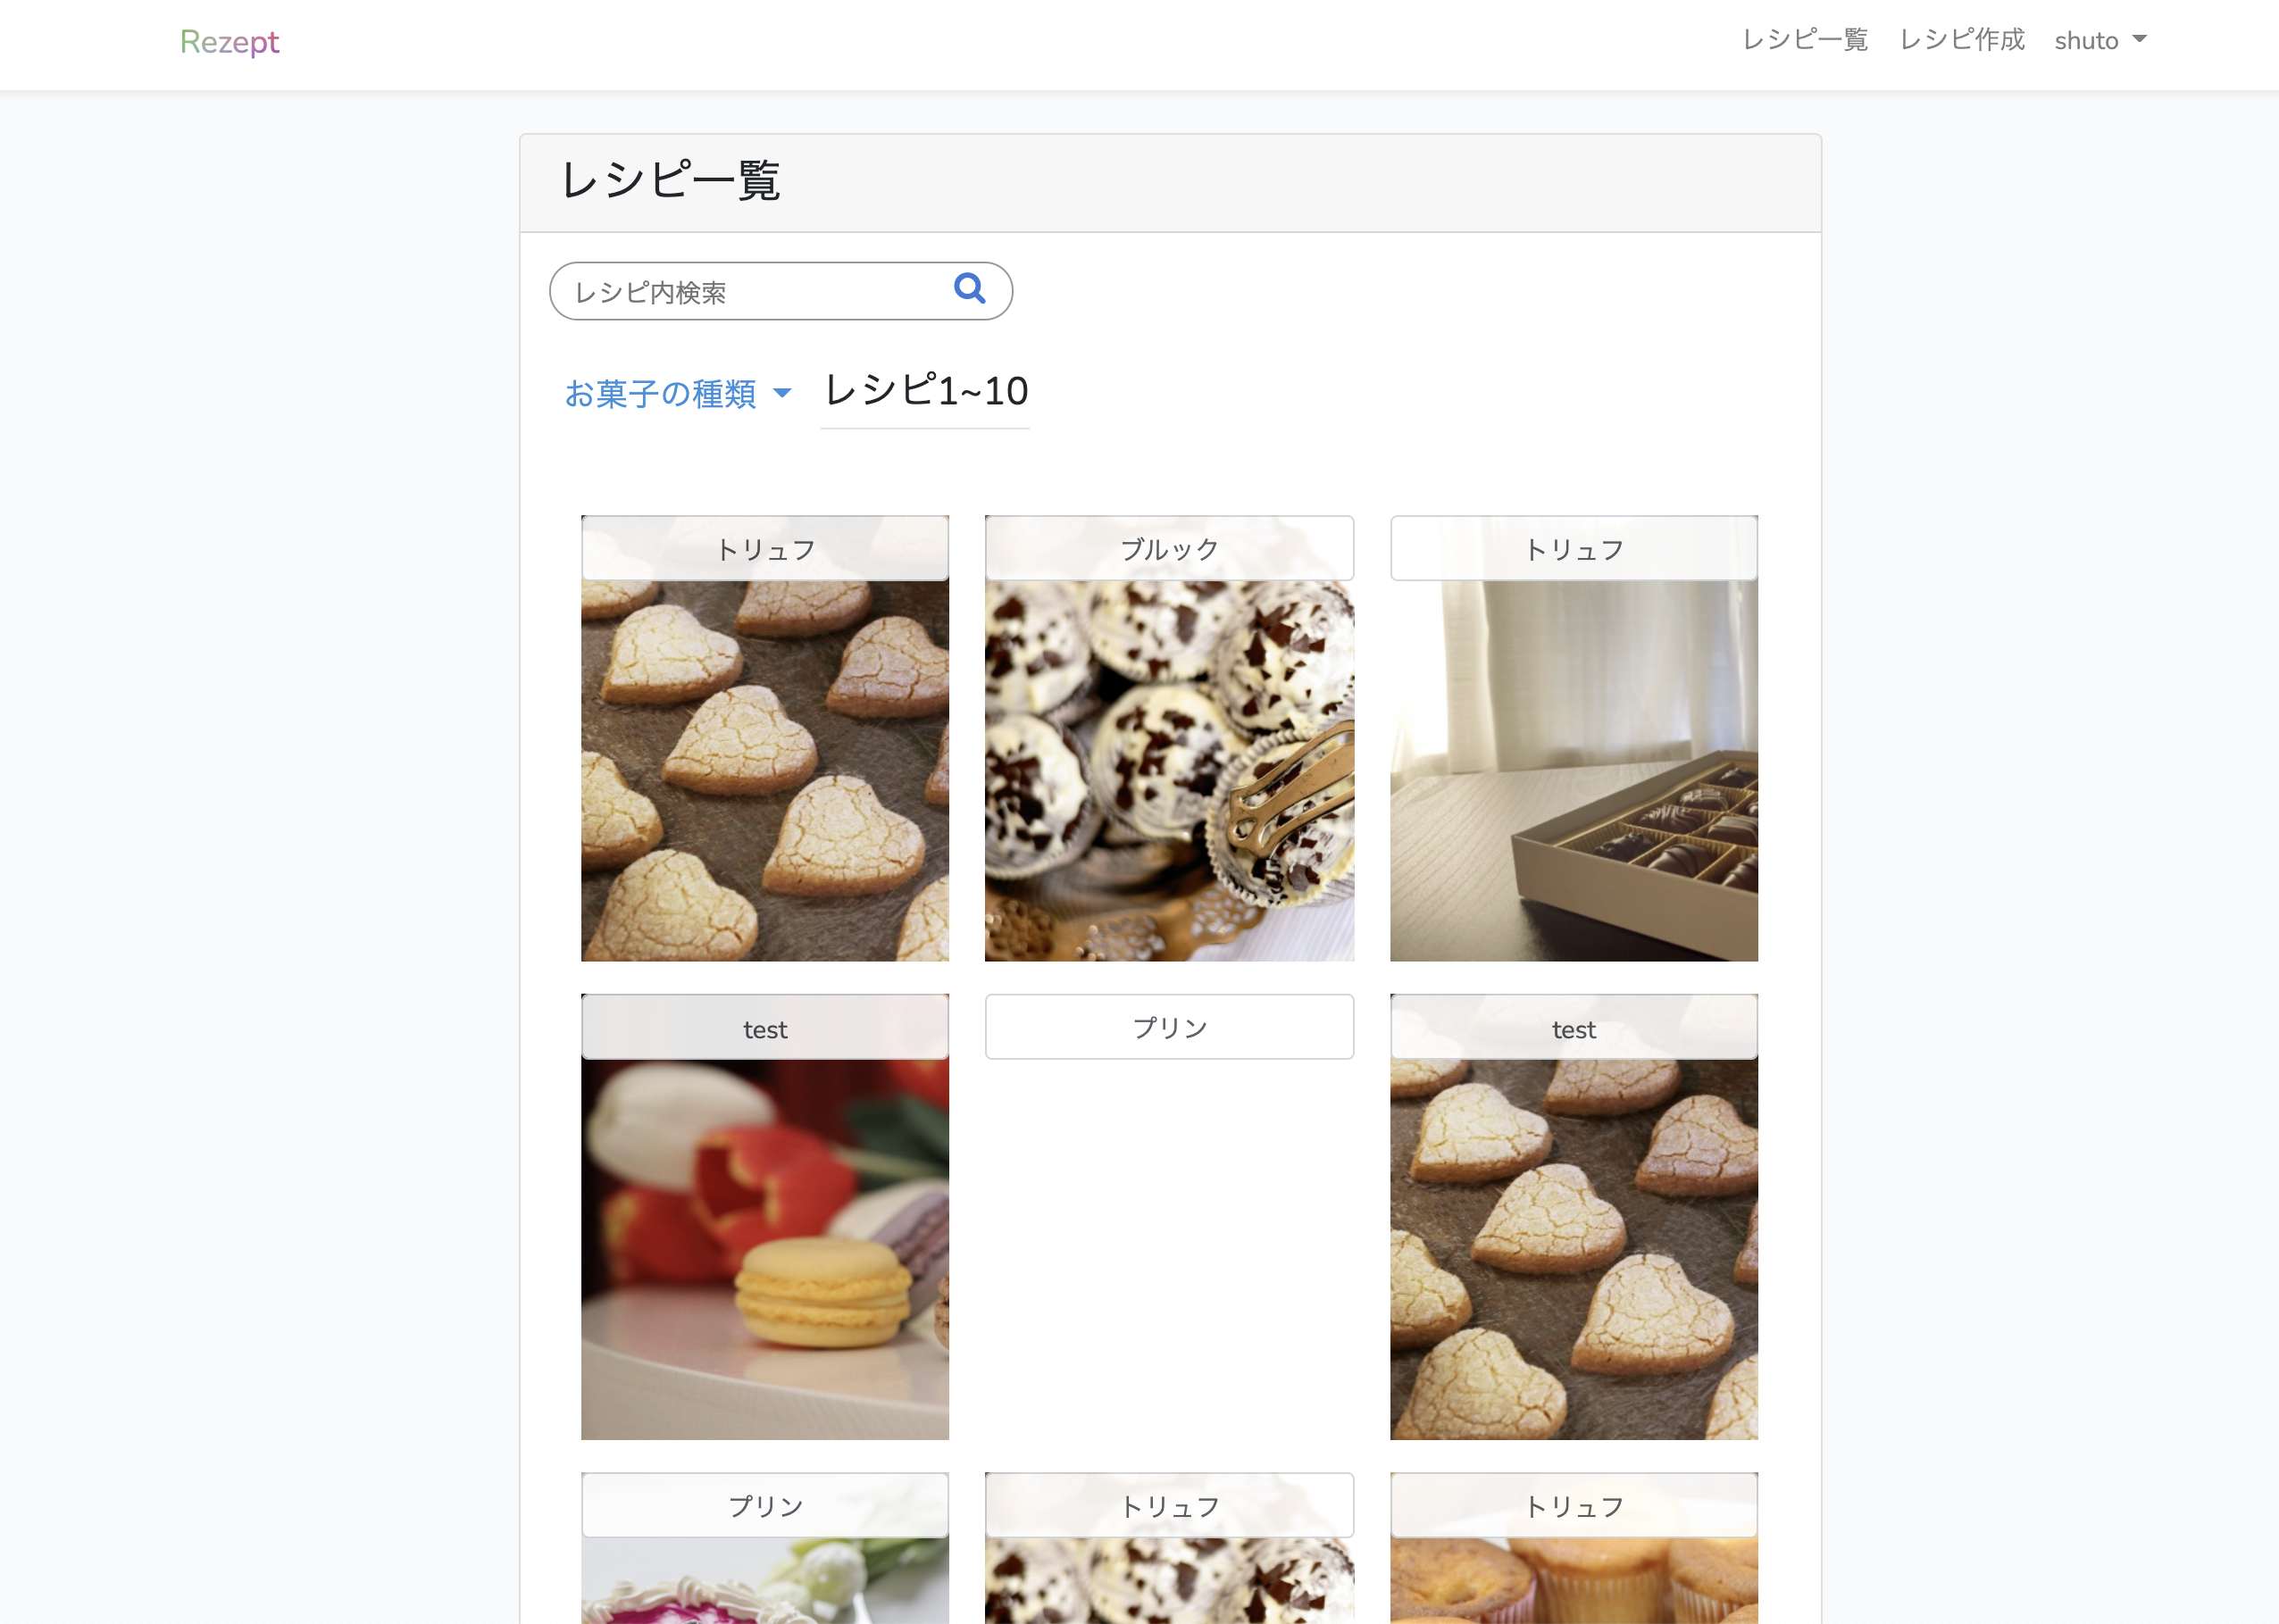 Rezept
レシピ一覧 レシピ作成 shuto
レシピ一覧
レシピ内検索
お菓子の種類 レシピ1~10
トリュフ ブルック トリュフ
test プリン test
プリン トリュフ トリュフ